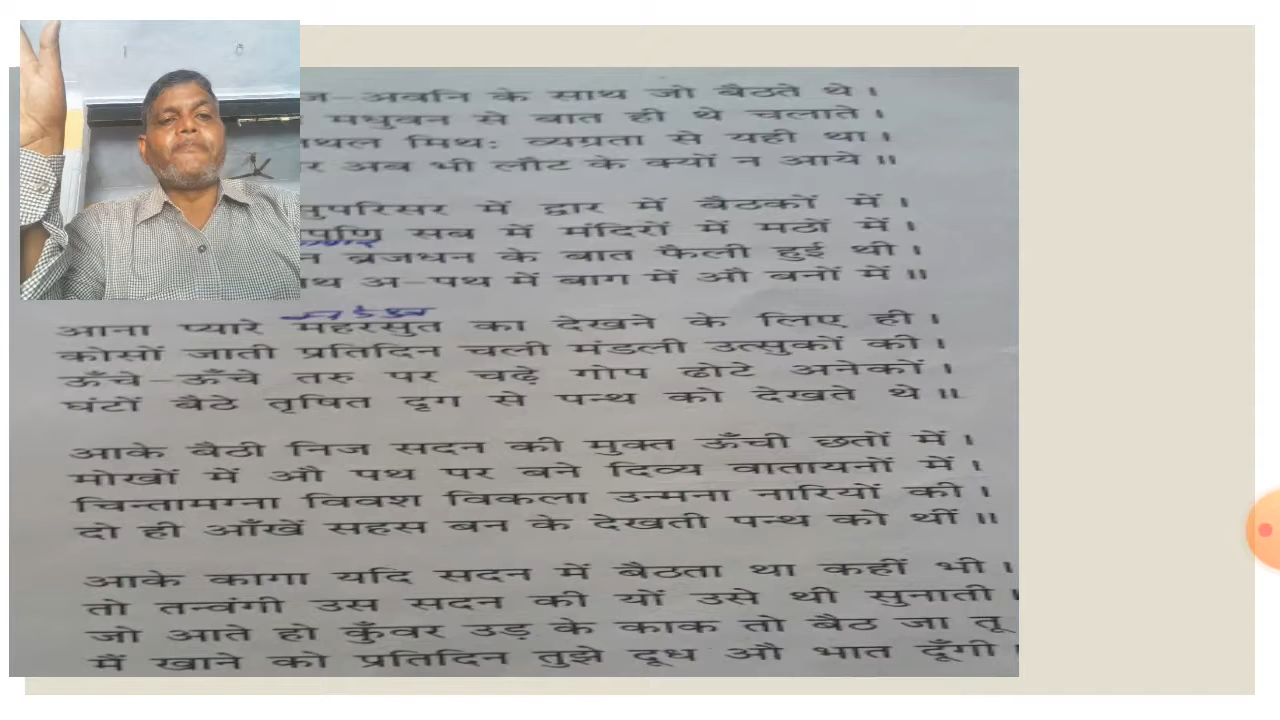 के साथ जो बैठते थे ।
मधुवन से बात ही थे चलाते ।
मिथः व्यग्रता से यही था ।
अब भी लौट के क्यों न आये ॥
में द्वार में बैठकों में ।
सब में मंदिरों में मठों में ।
ब्रजधन के बात फैली हुई थी ।
अ-पथ में बाग में औ वनों में ॥
आना प्यारे महरसुत का देखने के लिए ही ।
कोसों जाती प्रतिदिन चली मंडली उत्सुकों की ।
ऊँचे-ऊँचे तरु पर चढ़े गोप ढोटे अनेकों ।
घंटों बैठे तृषित दृग से पन्थ को देखते थे ॥
आके बैठी निज सदन की मुक्त ऊँची छतों में ।
मोखों में औ पथ पर बने दिव्य वातायनों में ।
चिन्तामग्ना विवश विकला उन्मना नारियों की ।
दो ही आँखें सहस बन के देखती पन्थ को थीं ॥
आके कागा यदि सदन में बैठता था कहीं भी ।
तो तन्वंगी उस सदन की यों उसे थी सुनाती ।
जो आते हो कुँवर उड़ के काक तो बैठ जा तू
मैं खाने को प्रतिदिन तुझे दूध औ भात दूँगी ।